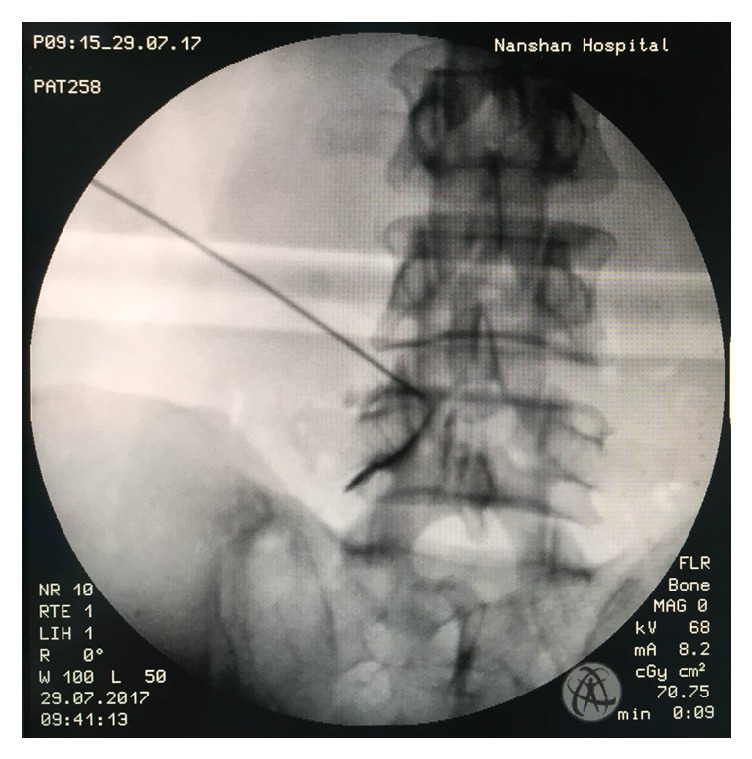 P09:15_29.07.17
Nanshan Hospital
PAT258
NR 10
RTE 1
LIH 1
R 0°
W 100 L 50
29.07.2017
09:41:13
FLR
Bone
MAG 0
kV 68
mA 8.2
cGy cm²
70.75
min 0:09